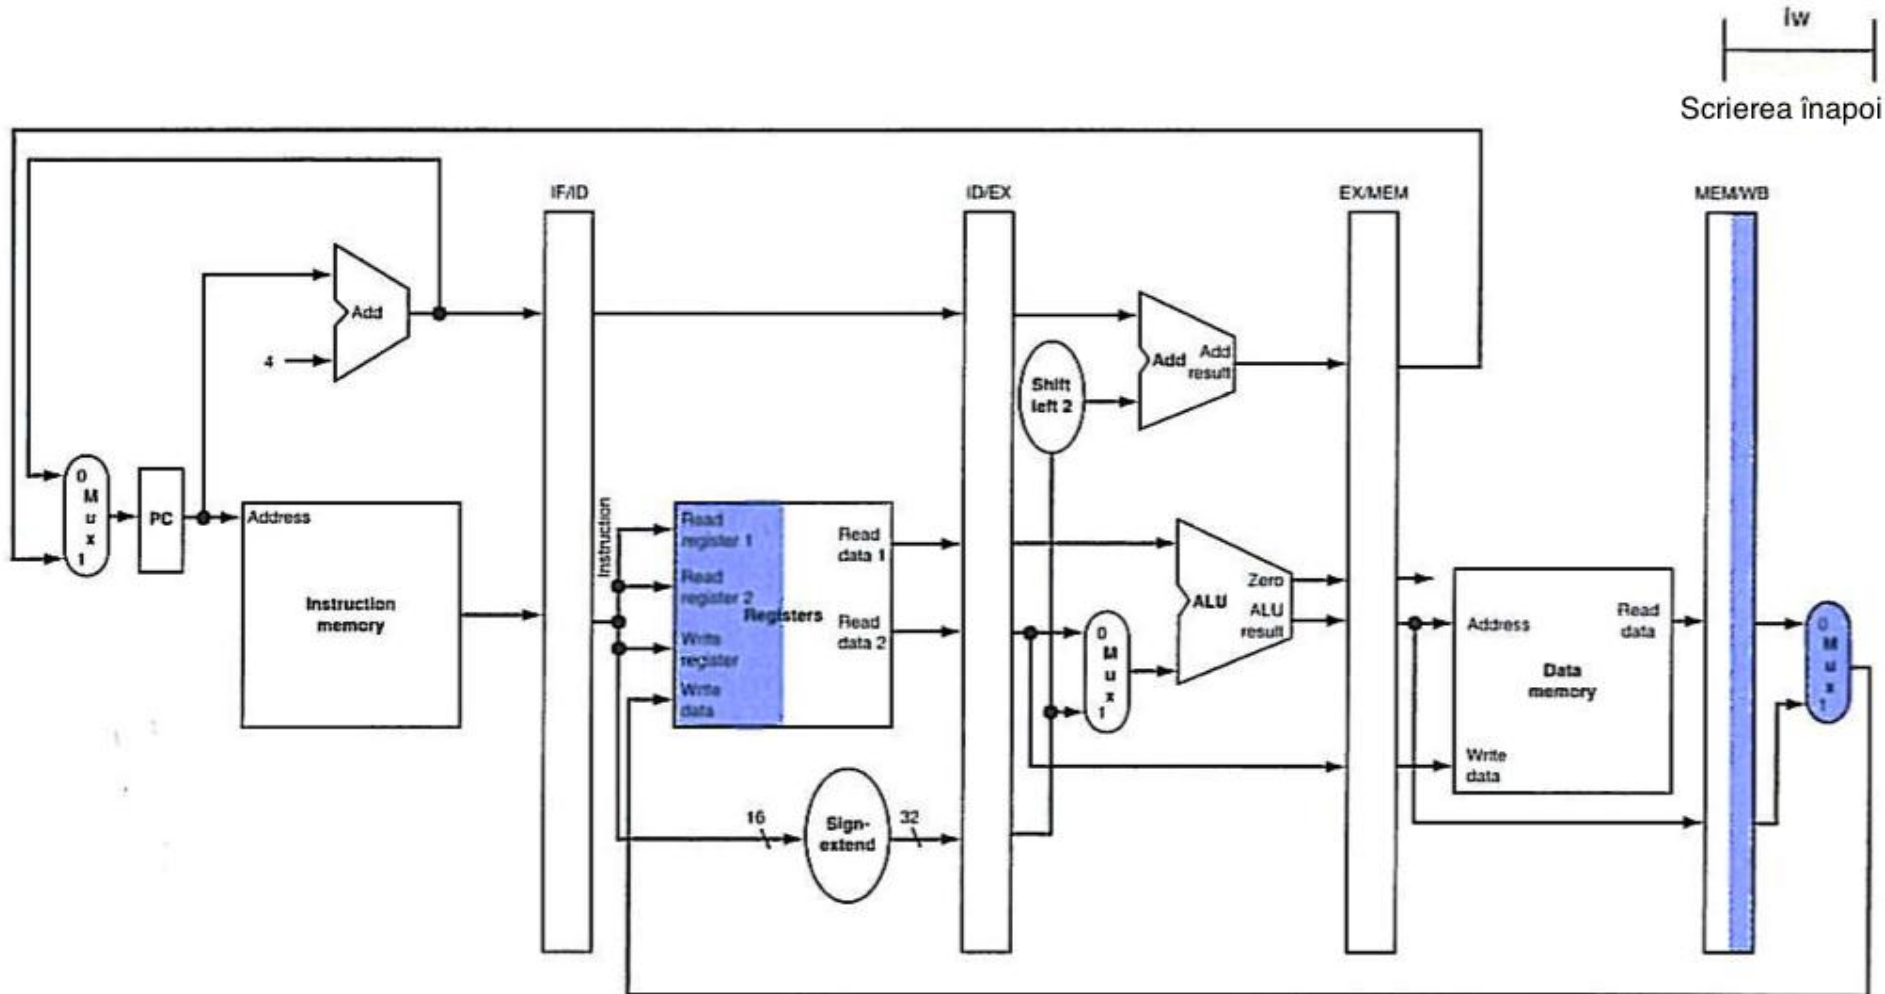 lw
Scrierea înapoi
IF/ID
ID/EX
EX/MEM
MEM/WB
Add
4
Add
Add
result
Shift
left 2
0
M
u
x
1
PC
Address
Instruction
memory
Instruction
Read
register 1
Read
register 2
Registers
Write
register
Write
data
Read
data 1
Read
data 2
16
Sign-
extend
32
0
M
u
x
1
Zero
ALU
ALU
result
Address
Read
data
Data
memory
Write
data
0
M
u
x
1